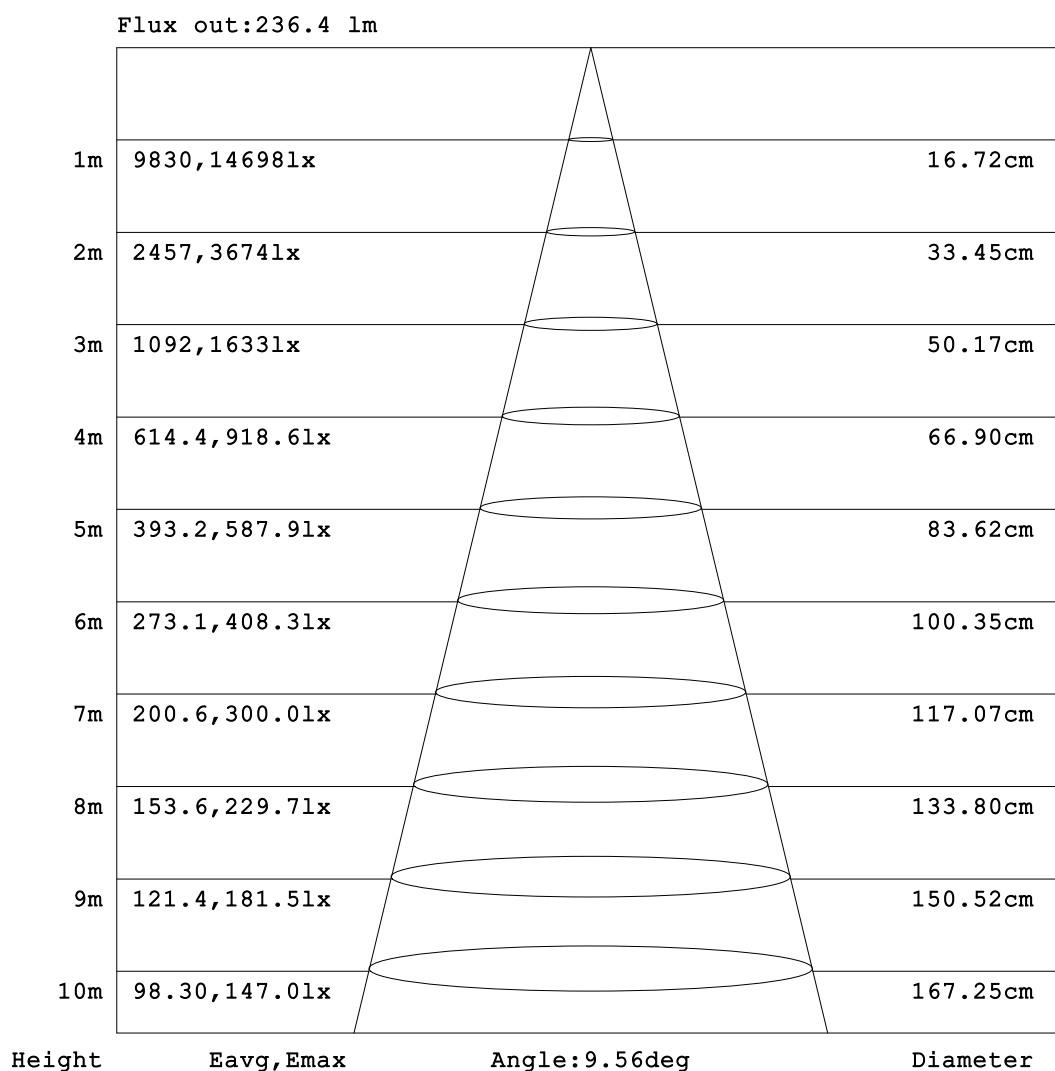 Flux out:236.4 lm
1m 9830,14698lx 16.72cm
2m 2457,3674lx 33.45cm
3m 1092,1633lx 50.17cm
4m 614.4,918.6lx 66.90cm
5m 393.2,587.9lx 83.62cm
6m 273.1,408.3lx 100.35cm
7m 200.6,300.0lx 117.07cm
8m 153.6,229.7lx 133.80cm
9m 121.4,181.5lx 150.52cm
10m 98.30,147.0lx 167.25cm
Height Eavg,Emax Angle:9.56deg Diameter